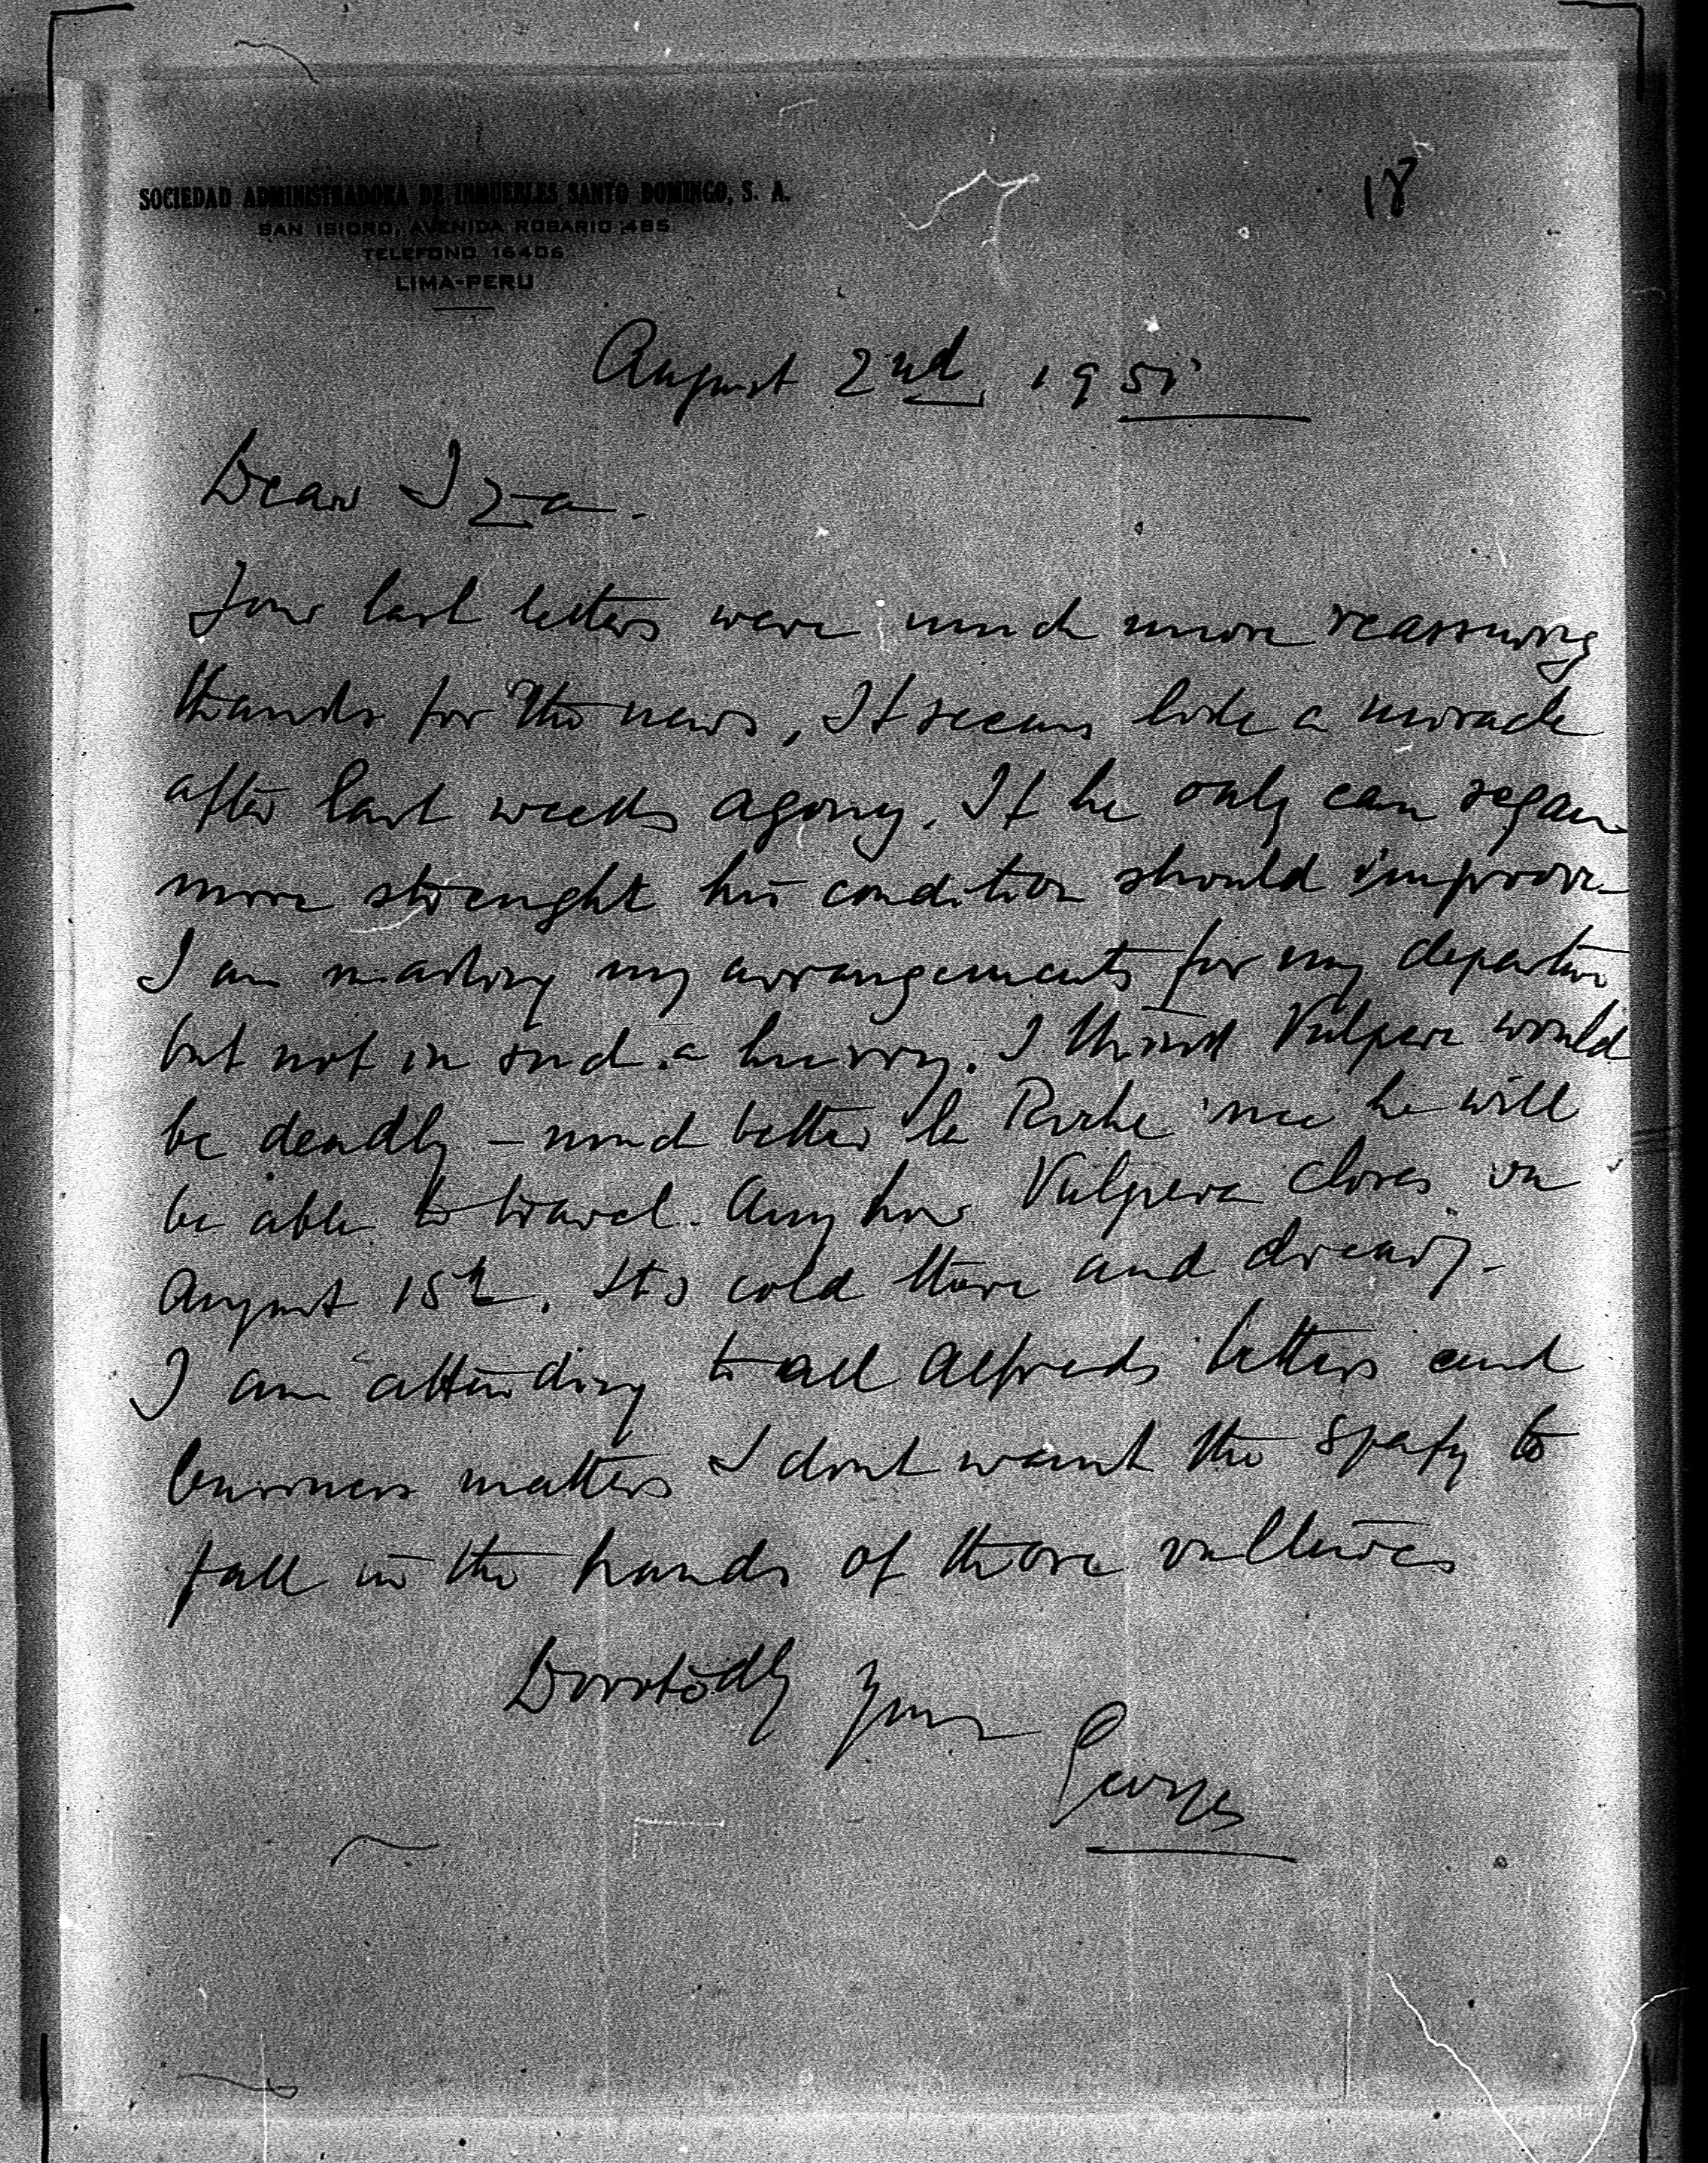 SOCIEDAD ADMINISTRADORA DE INMUEBLES SANTO DOMINGO, S. A.
SAN ISIDRO, AVENIDA ROSARIO 485
TELEFONO 16406
LIMA-PERU
18
August 2nd, 1951
Dear Iza.
Your last letters were much more reassuring
thanks for the news, It seems like a miracle
after last weeks agony. If he only can regain
more strenght his condition should improve.
I am making my arrangements for my departure
but not in such a hurry. I think Vulpera would
be deadly – much better le Roche once he will
be able to travel. Anyhow Vulpera closes on
August 15th. Its cold there and dreary.
I am attending to all Alfreds letters and
business matters I dont want the to
fall in the hands of those vultures
Devotedly yours
Georges